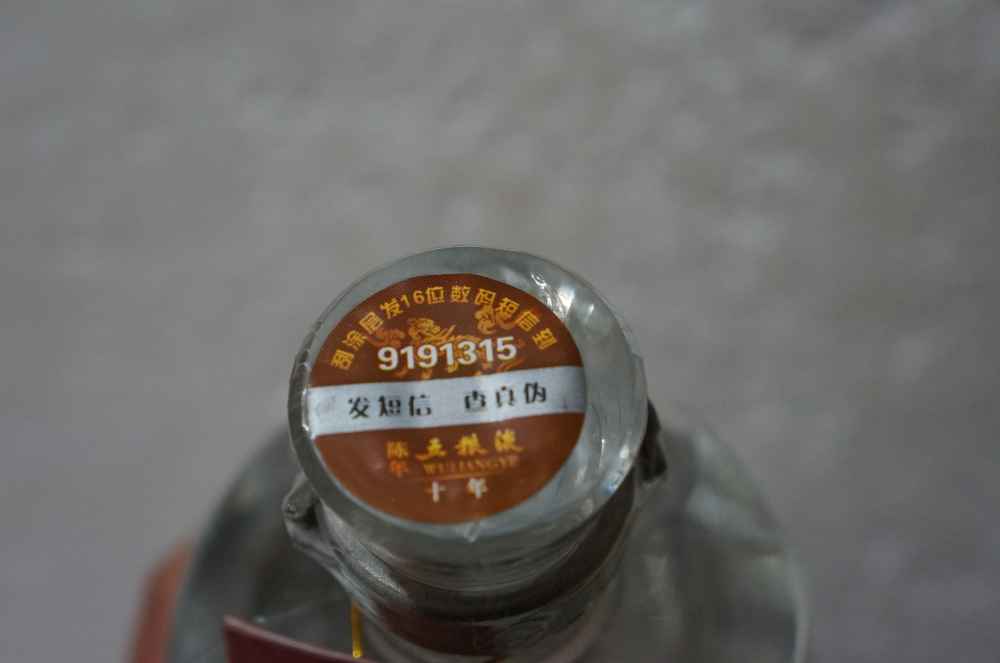 刮涂层发16位数码短信到
9191315
发短信 查真伪
陈年 五粮液
WULIANGYE
十年